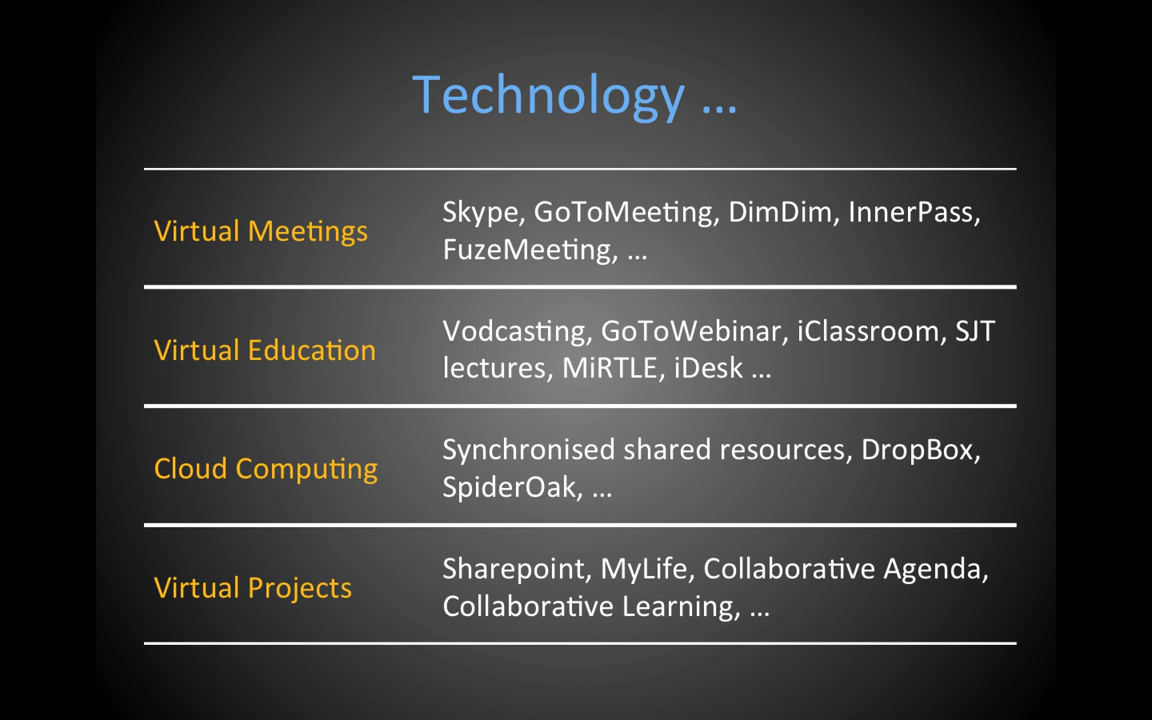 Technology ...
Virtual Meetings
Skype, GoToMeeting, DimDim, InnerPass,
FuzeMeeting, ...
Virtual Education
Vodcasting, GoToWebinar, iClassroom, SJT
lectures, MiRTLE, iDesk ...
Cloud Computing
Synchronised shared resources, DropBox,
SpiderOak, ...
Virtual Projects
Sharepoint, MyLife, Collaborative Agenda,
Collaborative Learning, ...